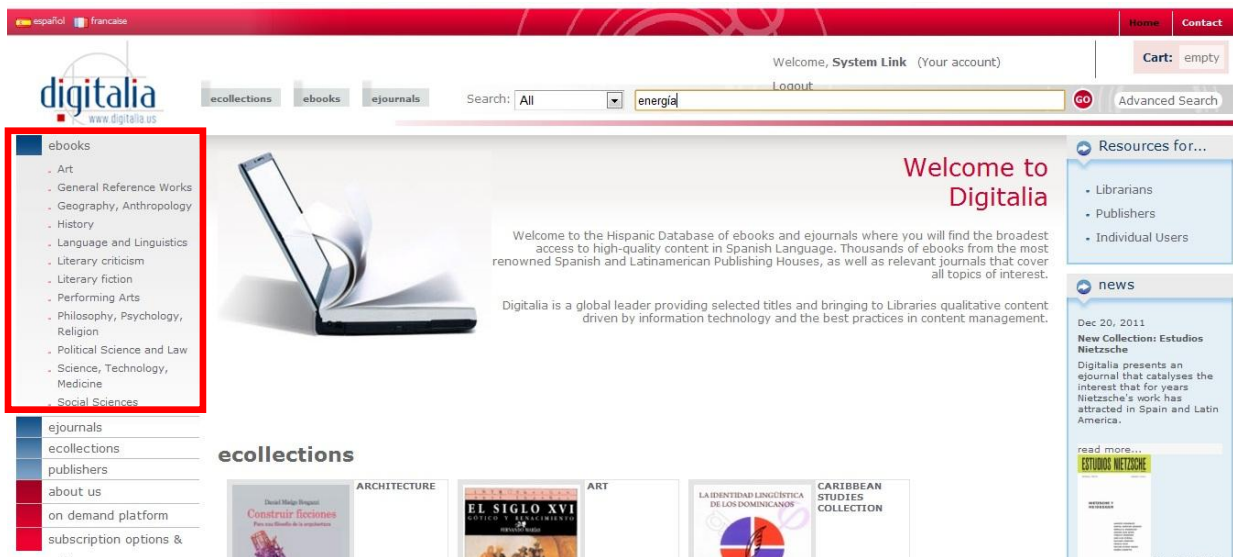 español francaise
Home Contact
Welcome, System Link (Your account)
Cart: empty
Logout
digitalia
www.digitalia.us
ecollections ebooks ejournals Search: All energía GO Advanced Search
ebooks
. Art
. General Reference Works
. Geography, Anthropology
. History
. Language and Linguistics
. Literary criticism
. Literary fiction
. Performing Arts
. Philosophy, Psychology,
Religion
. Political Science and Law
. Science, Technology,
Medicine
. Social Sciences
ejournals
ecollections
publishers
about us
on demand platform
subscription options &
Welcome to
Digitalia
Welcome to the Hispanic Database of ebooks and ejournals where you will find the broadest
access to high-quality content in Spanish Language. Thousands of ebooks from the most
renowned Spanish and Latinamerican Publishing Houses, as well as relevant journals that cover
all topics of interest.
Digitalia is a global leader providing selected titles and bringing to Libraries qualitative content
driven by information technology and the best practices in content management.
ecollections
Construir ficciones
ARCHITECTURE
EL SIGLO XVI
GÓTICO Y RENACIMIENTO
ART
LA IDENTIDAD LINGÜÍSTICA
DE LOS DOMINICANOS
CARIBBEAN
STUDIES
COLLECTION
Resources for...
Librarians
Publishers
Individual Users
news
Dec 20, 2011
New Collection: Estudios
Nietzsche
Digitalia presents an
ejournal that catalyses the
interest that for years
Nietzsche's work has
attracted in Spain and Latin
America.
read more...
ESTUDIOS NIETZSCHE